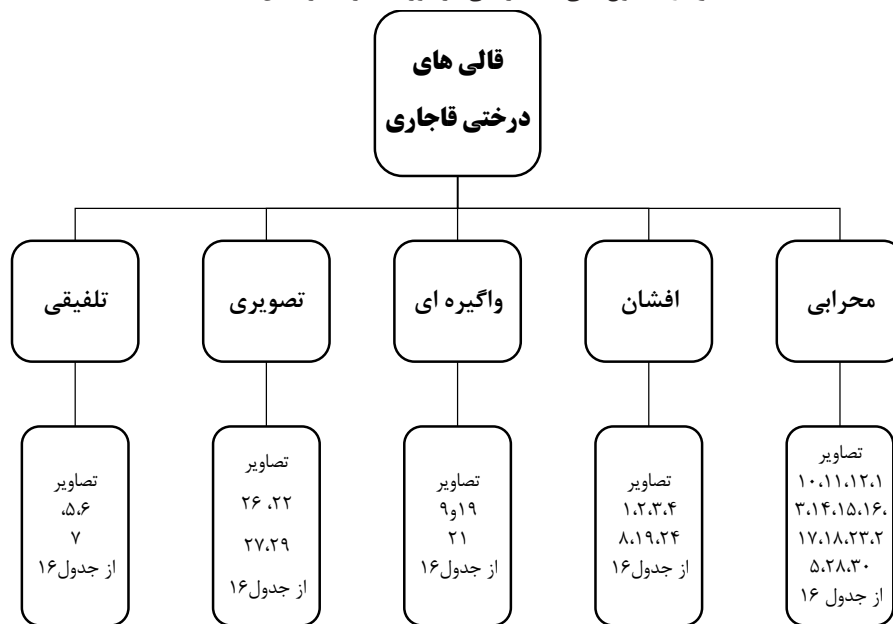 قالی های
درختی قاجاری
محرابی
افشان
واگیره ای
تصویری
تلفیقی
تصاویر
۱۰،۱۱،۱۲،۱
۳،۱۴،۱۵،۱۶،
۱۷،۱۸،۲۳،۲
۵،۲۸،۳۰
از جدول ۱۶
تصاویر
۱،۲،۳،۴
۸،۱۹،۲۴
از جدول۱۶
تصاویر
۱۹و۹
۲۱
از جدول۱۶
تصاویر
۲۶ ،۲۲
۲۷،۲۹
از جدول۱۶
تصاویر
،۵،۶
۷
از جدول۱۶